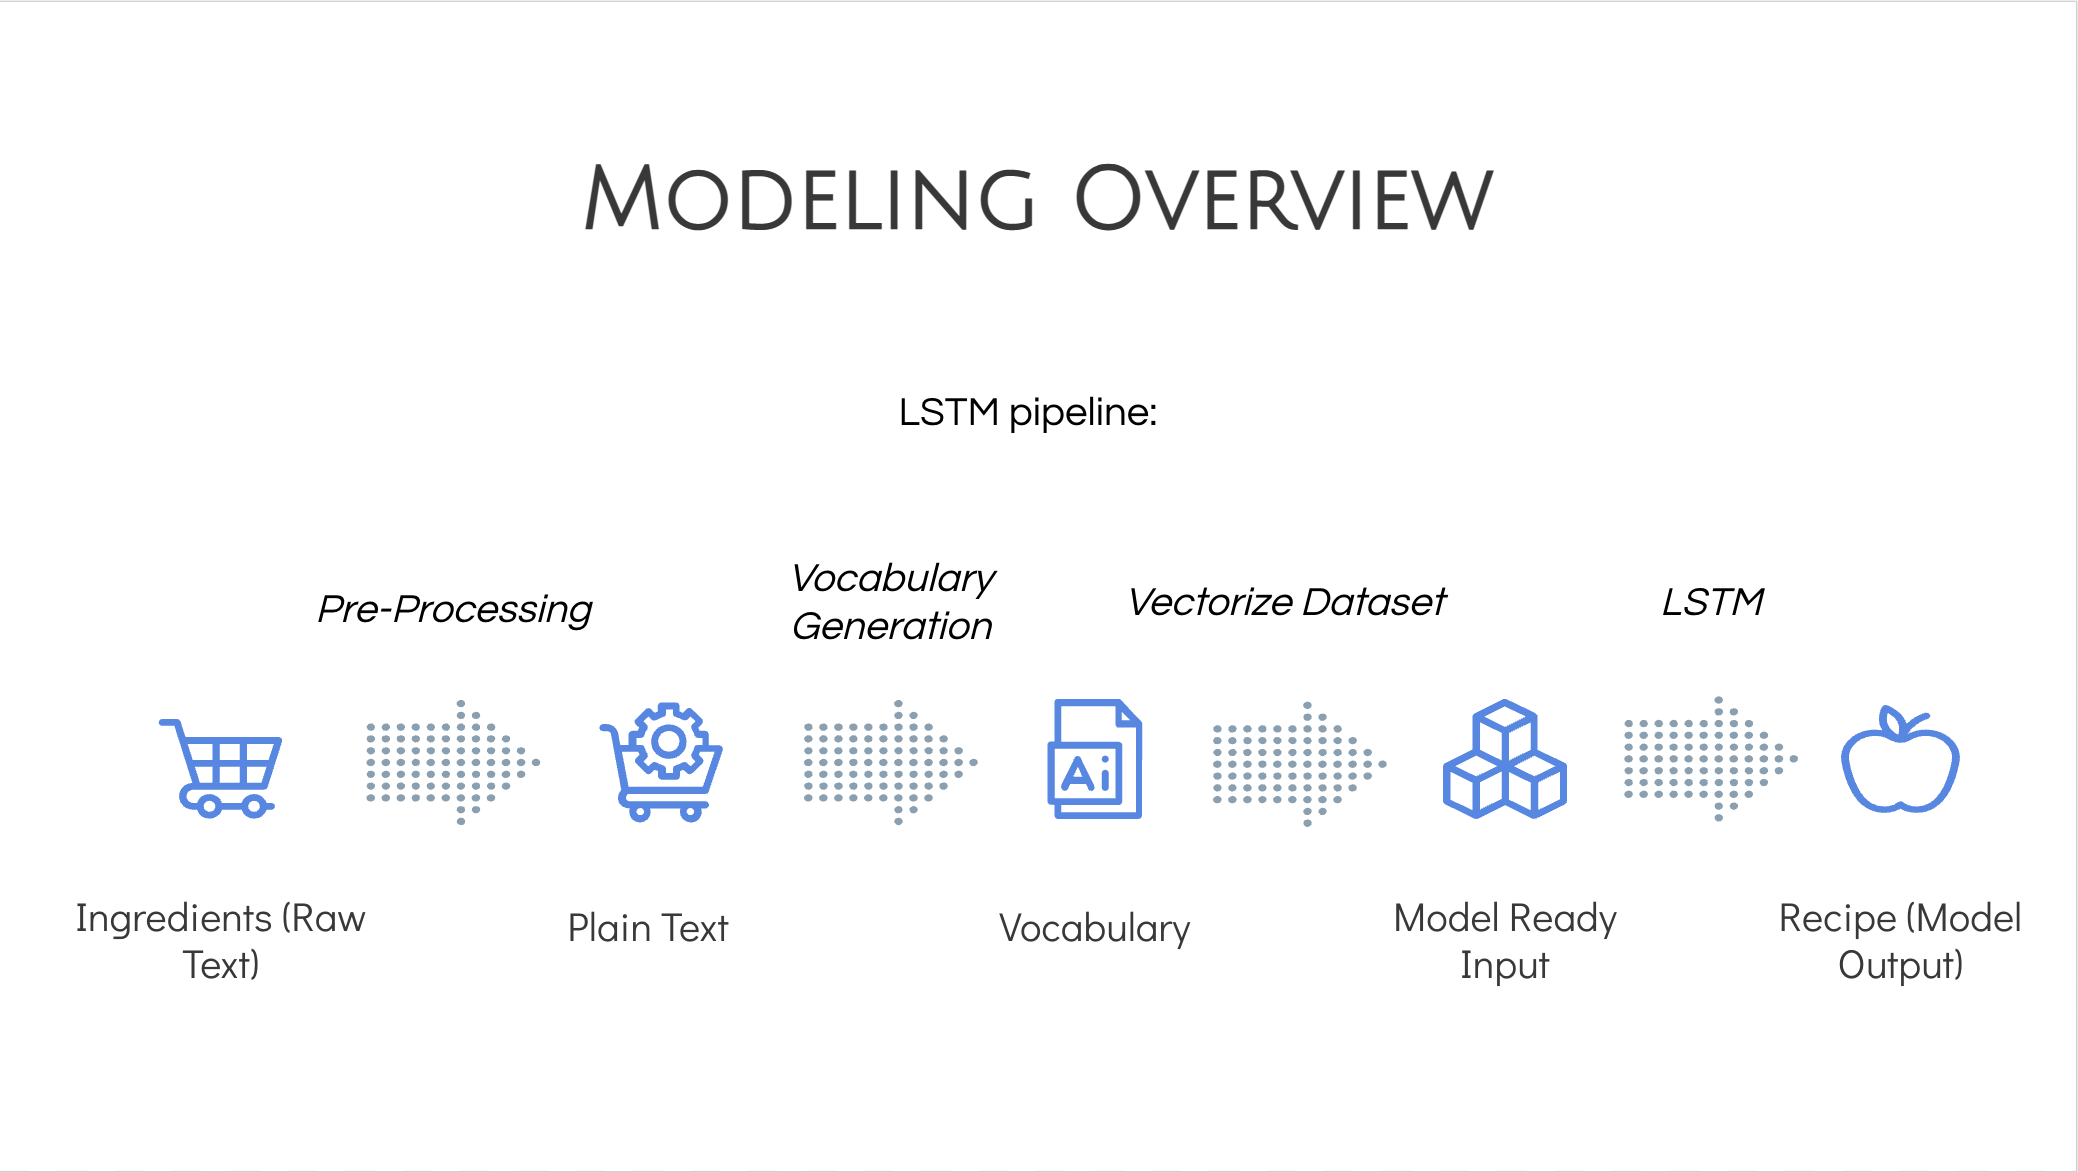 Modeling Overview
LSTM pipeline:
Pre-Processing
Vocabulary
Generation
Vectorize Dataset
LSTM
Ai
Ingredients (Raw
Text)
Plain Text
Vocabulary
Model Ready
Input
Recipe (Model
Output)